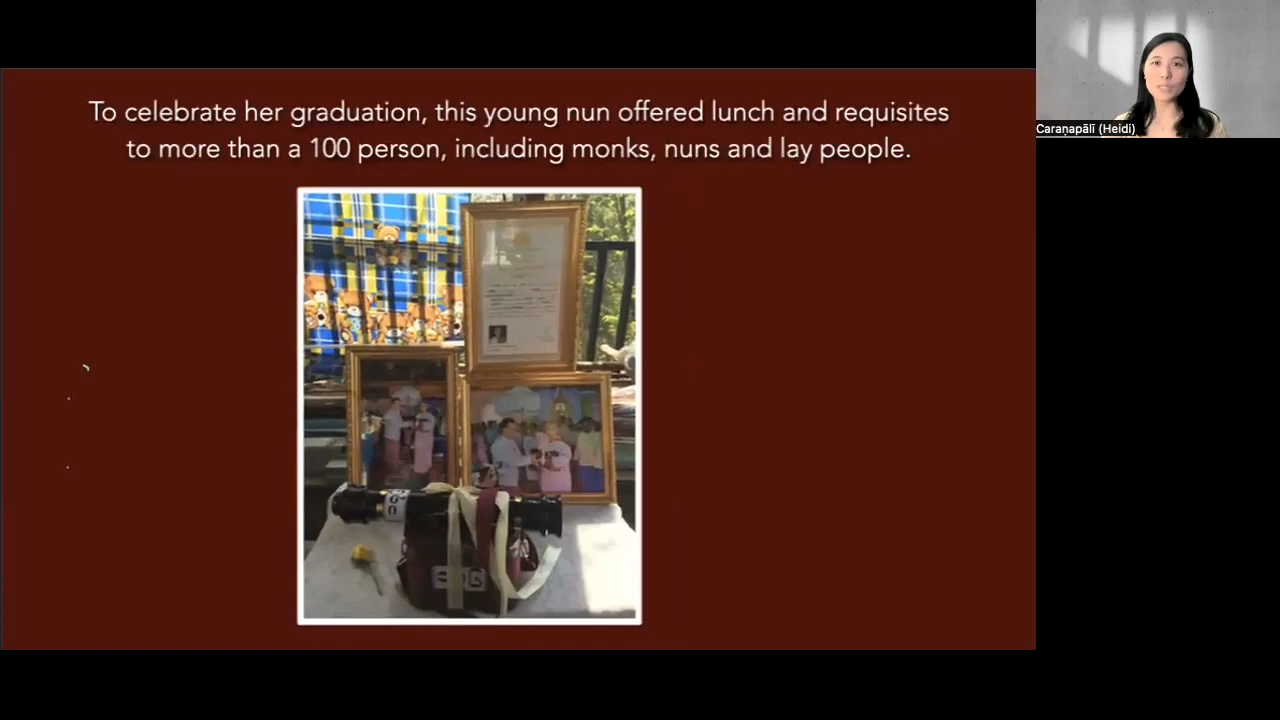 To celebrate her graduation, this young nun offered lunch and requisites
to more than a 100 person, including monks, nuns and lay people.
Caraṇapālī (Heidi)